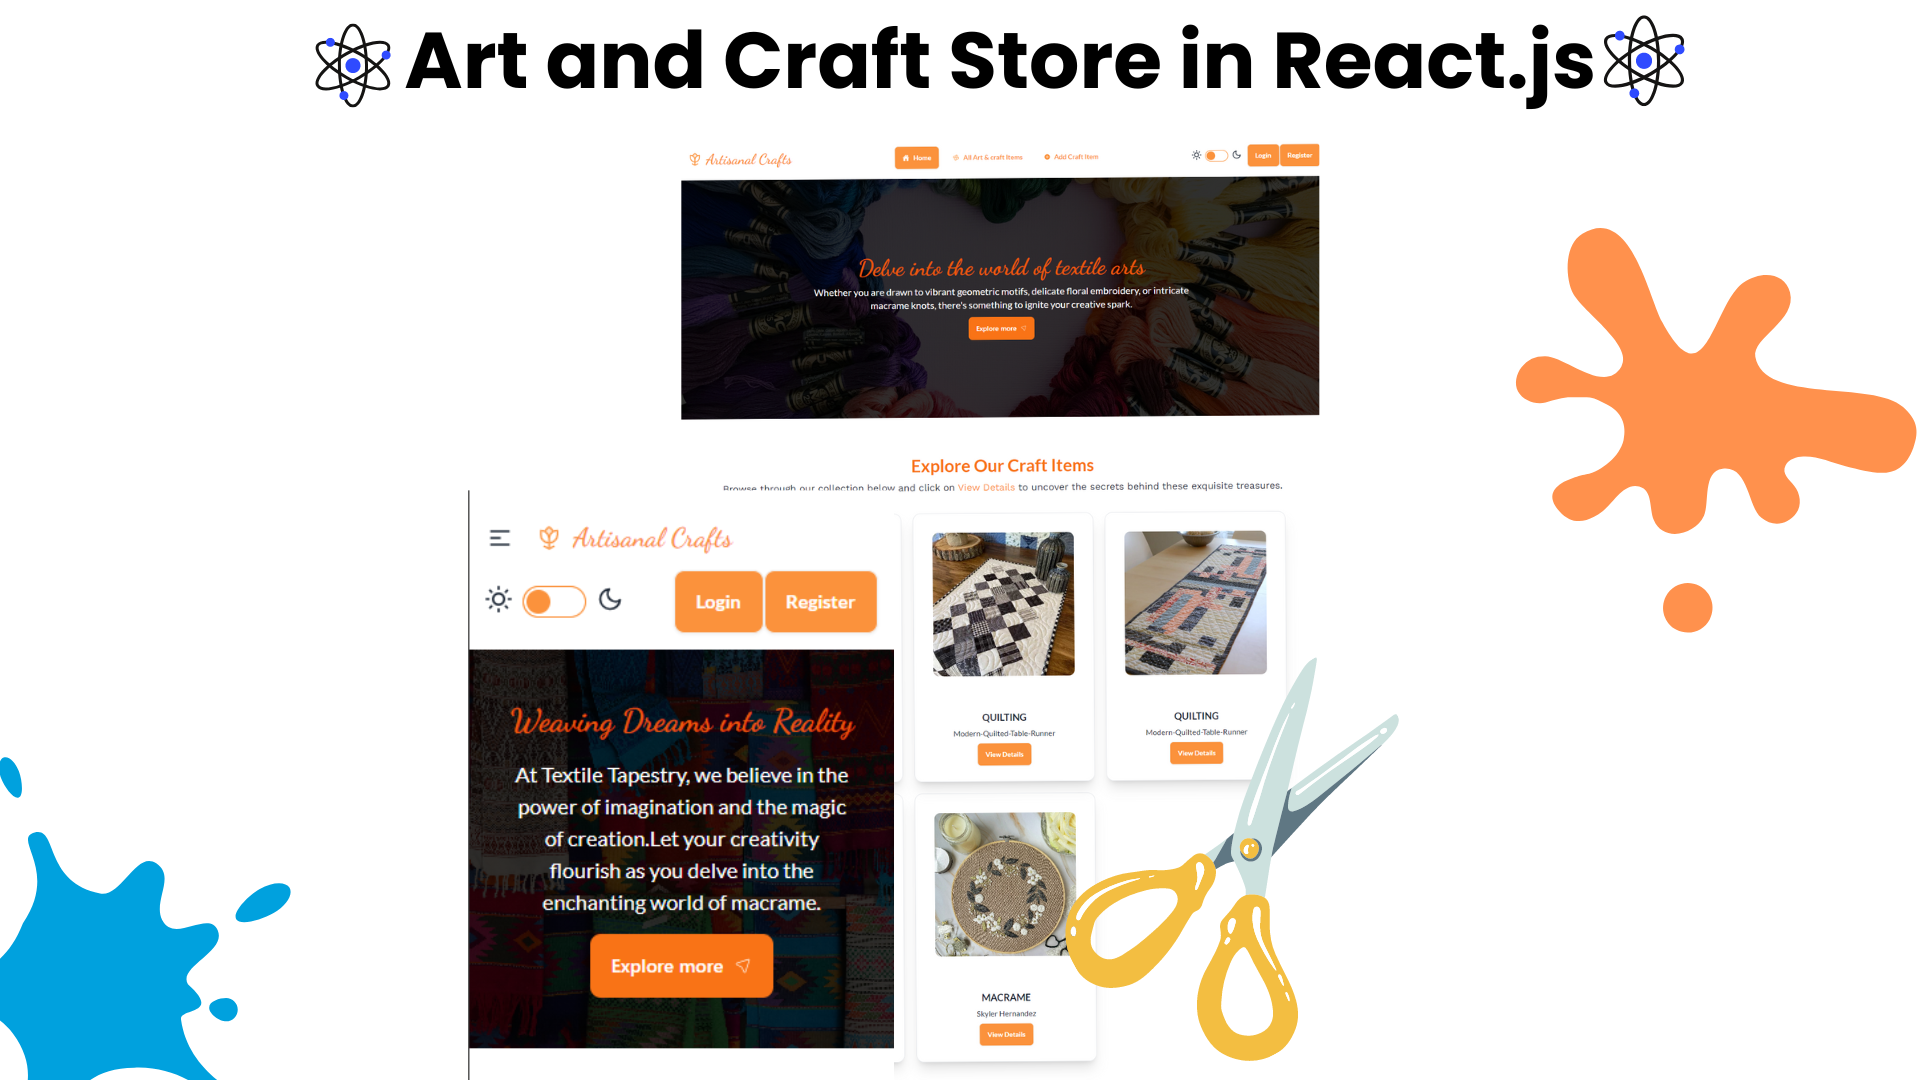 Art and Craft Store in React.js
Artisanal Crafts
Home
All Art & craft Items
Add Craft Item
Login
Register
Delve into the world of textile arts
Whether you are drawn to vibrant geometric motifs, delicate floral embroidery, or intricate
macrame knots, there's something to ignite your creative spark.
Explore more
Explore Our Craft Items
Browse through our collection below and click on View Details to uncover the secrets behind these exquisite treasures.
Artisanal Crafts
Login
Register
Weaving Dreams into Reality
At Textile Tapestry, we believe in the
power of imagination and the magic
of creation.Let your creativity
flourish as you delve into the
enchanting world of macrame.
Explore more
QUILTING
Modern-Quilted-Table-Runner
View Details
QUILTING
Modern-Quilted-Table-Runner
View Details
MACRAME
Skyler Hernandez
View Details